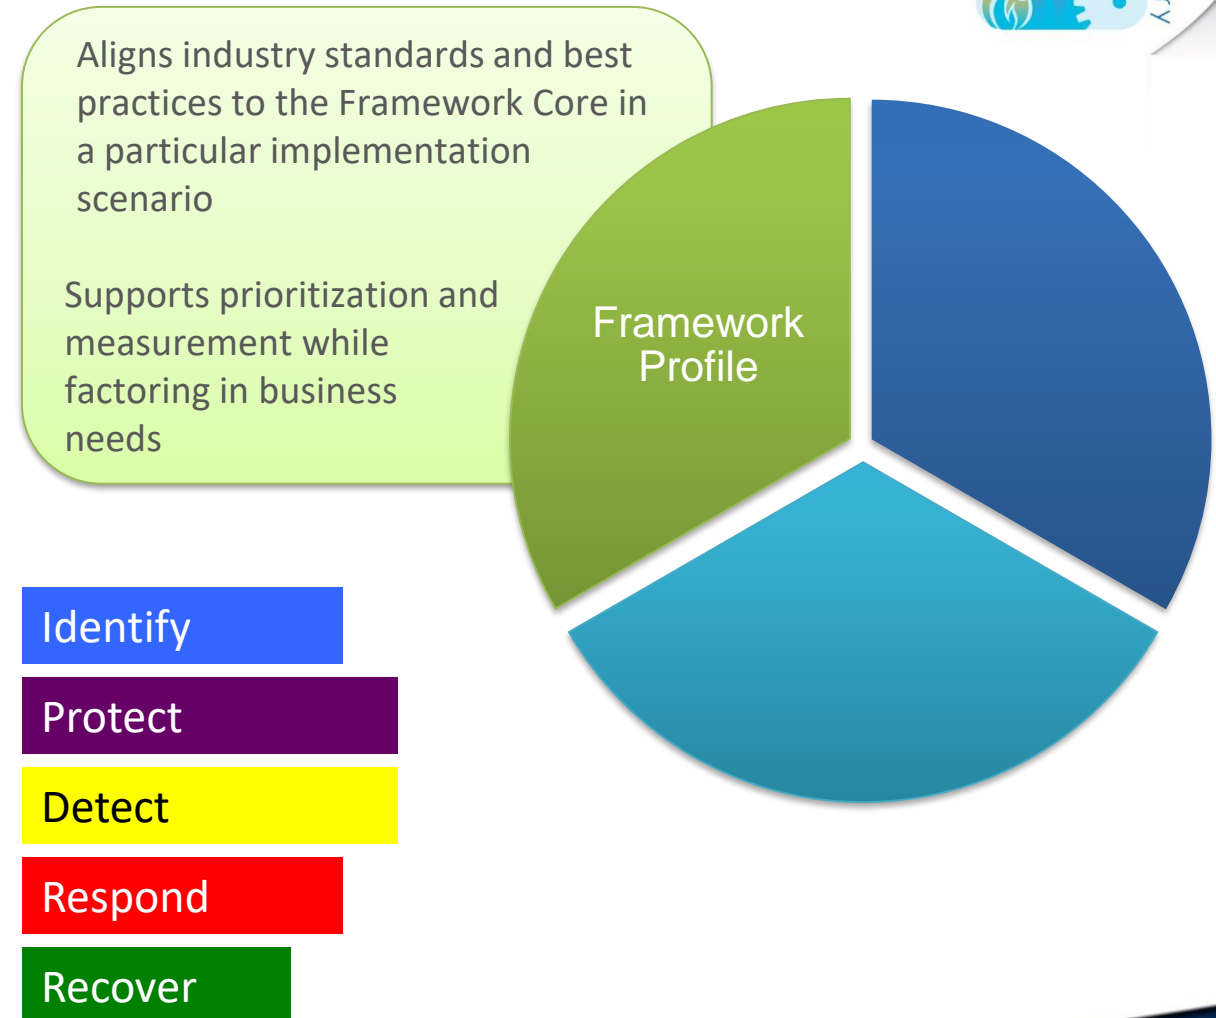 Aligns industry standards and best
practices to the Framework Core in
a particular implementation
scenario
Supports prioritization and
measurement while
factoring in business
needs
Framework
Profile
Identify
Protect
Detect
Respond
Recover